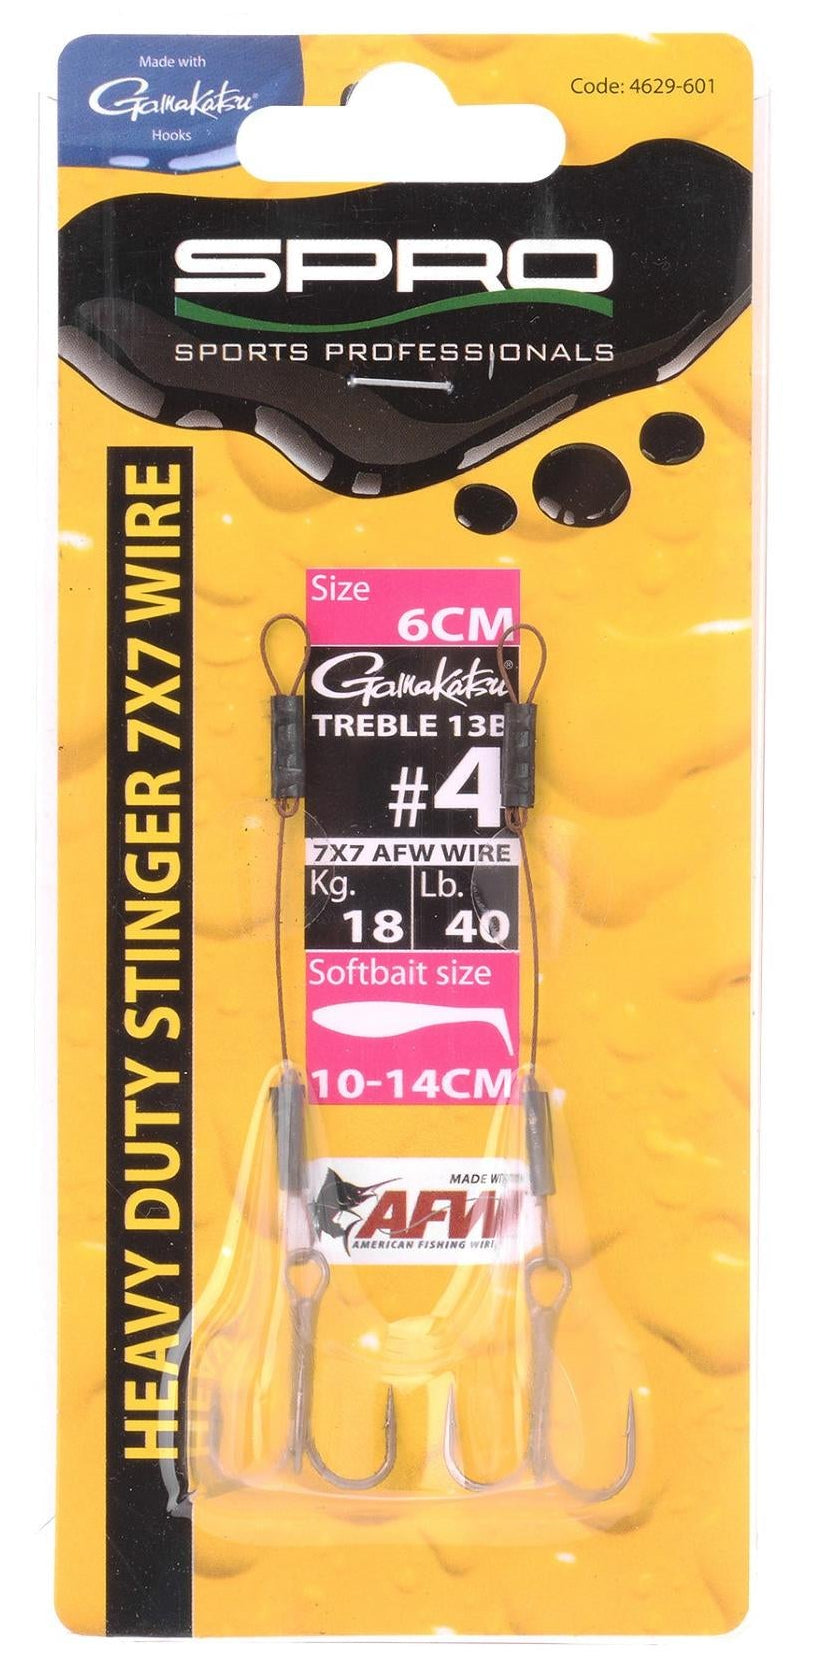 Made with
Gamakatsu®
Hooks
Code: 4629-601
SPRO
SPORTS PROFESSIONALS
HEAVY DUTY STINGER 7X7 WIRE
Size
6CM
Gamakatsu®
TREBLE 13B
#4
7X7 AFW WIRE
Kg.
18
Lb.
40
Softbait size
10-14CM
MADE
AFW
AMERICAN FISHING WIRE